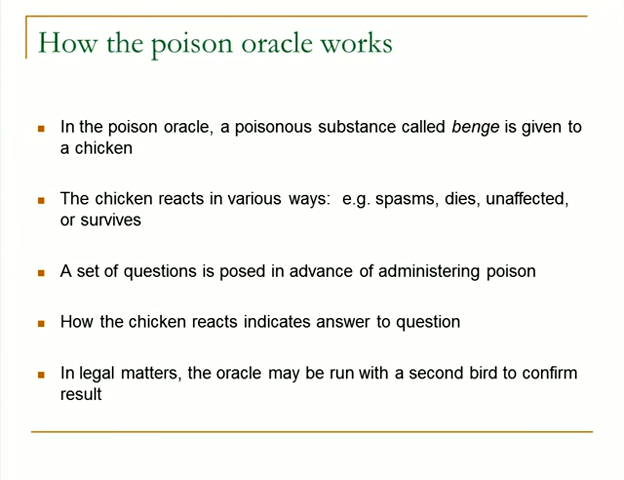 How the poison oracle works
In the poison oracle, a poisonous substance called benge is given to
a chicken
The chicken reacts in various ways: e.g. spasms, dies, unaffected,
or survives
A set of questions is posed in advance of administering poison
How the chicken reacts indicates answer to question
In legal matters, the oracle may be run with a second bird to confirm
result